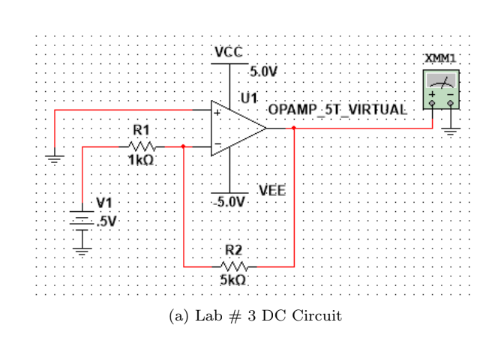 VCC
5.0V
XMM1
U1
OPAMP_5T_VIRTUAL
R1
1kΩ
VEE
-5.0V
V1
.5V
R2
5kΩ
(a) Lab # 3 DC Circuit